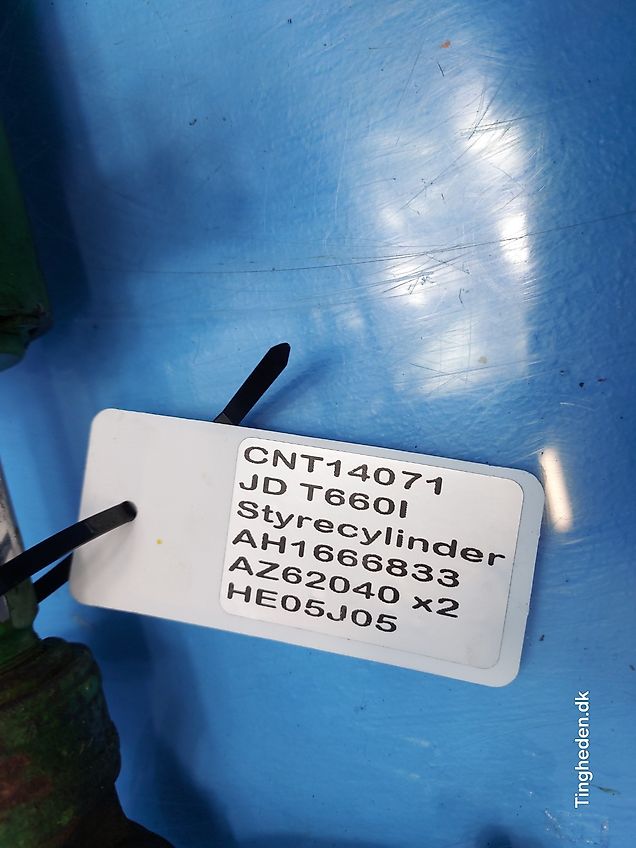 CNT14071
JD T660I
Styrecylinder
AH1666833
AZ62040 x2
HE05J05
Tingheden.dk